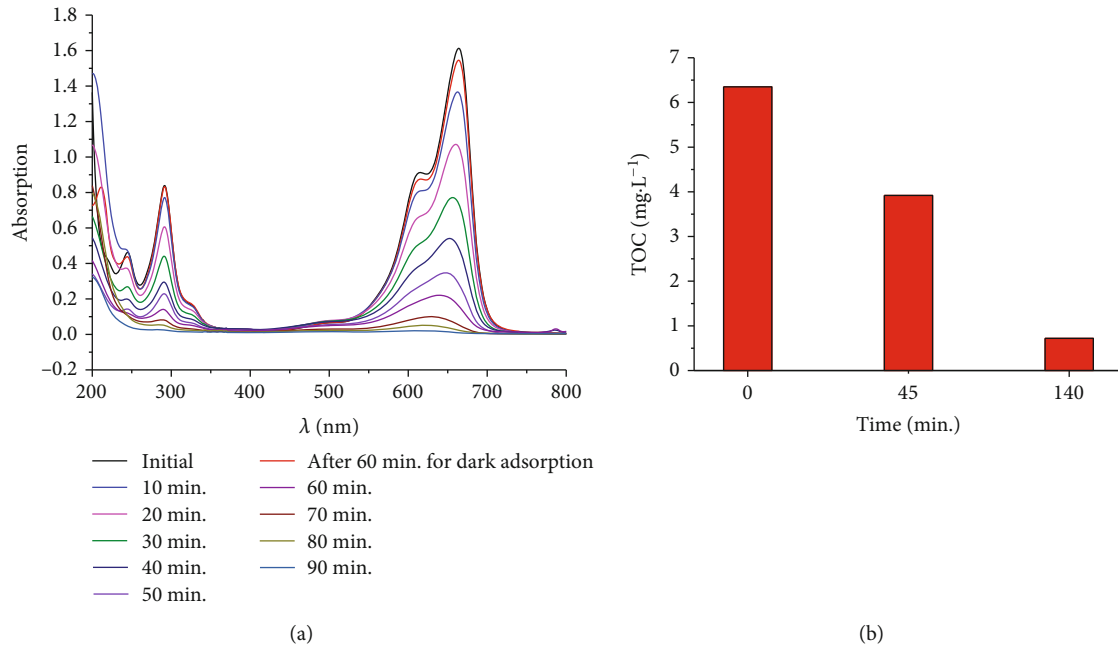 1.8
1.6
1.4
1.2
1.0
0.8
0.6
0.4
0.2
0.0
−0.2
Absorption
200 300 400 500 600 700 800
λ (nm)
Initial
10 min.
20 min.
30 min.
40 min.
50 min.
After 60 min. for dark adsorption
60 min.
70 min.
80 min.
90 min.
(a)
7
6
5
4
3
2
1
0
TOC (mg·L−1)
0 45 140
Time (min.)
(b)